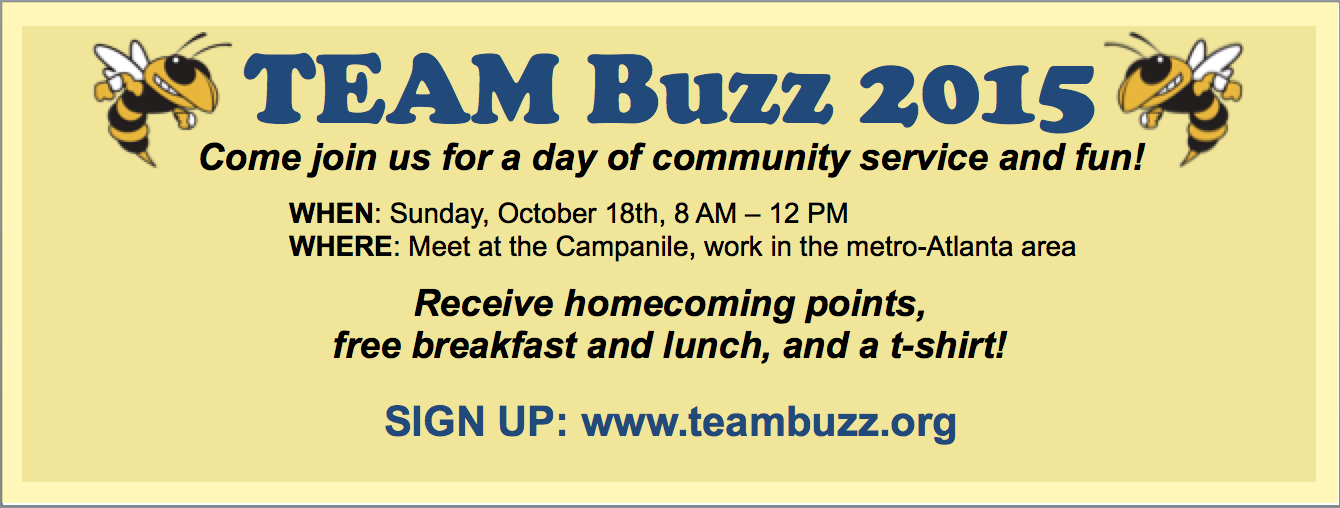 TEAM Buzz 2015
Come join us for a day of community service and fun!
WHEN: Sunday, October 18th, 8 AM – 12 PM
WHERE: Meet at the Campanile, work in the metro-Atlanta area
Receive homecoming points,
free breakfast and lunch, and a t-shirt!
SIGN UP: www.teambuzz.org